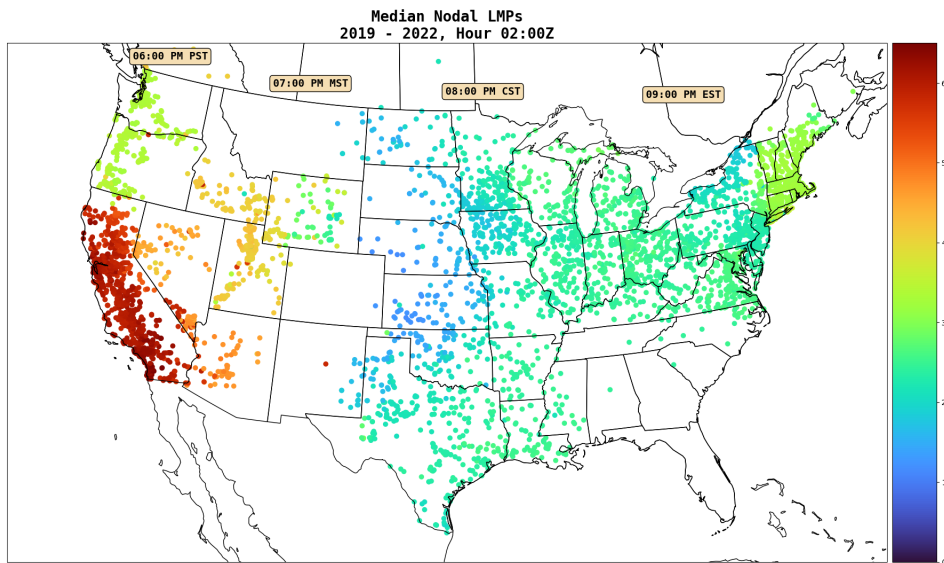 Median Nodal LMPs
2019 - 2022, Hour 02:00Z
06:00 PM PST
07:00 PM MST
08:00 PM CST
09:00 PM EST